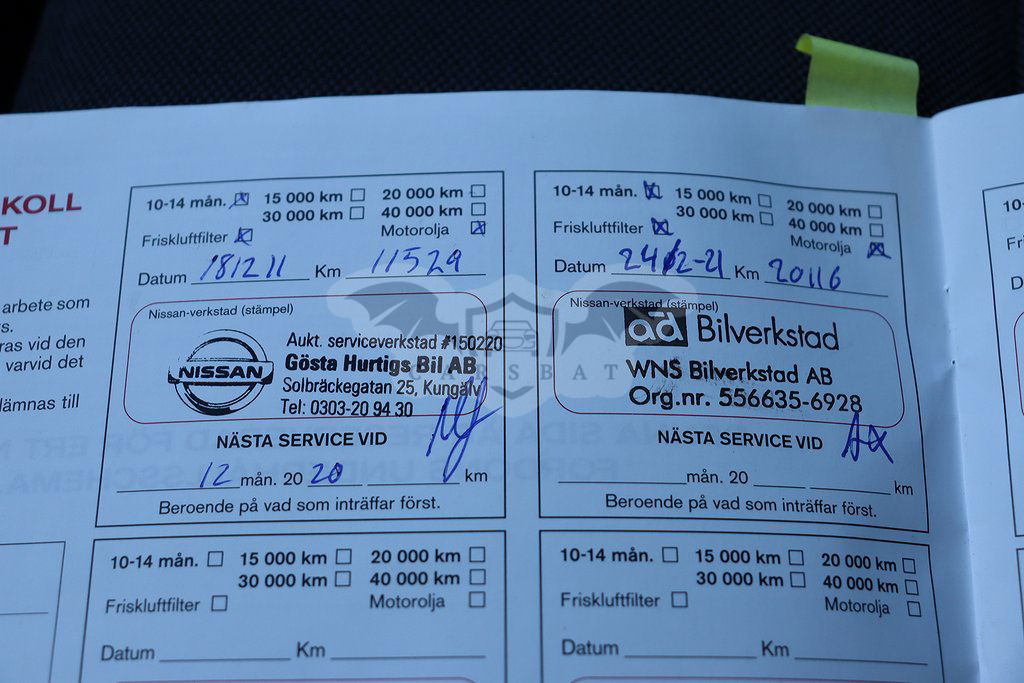 KOLL
T
arbete som
s.
ras vid den
varvid det
lämnas till
10-14 mån. 15 000 km 20 000 km
30 000 km 40 000 km
Friskluftfilter Motorolja
Datum 181211 Km 11529
Nissan-verkstad (stämpel)
NISSAN
Aukt. serviceverkstad #150220
Gösta Hurtigs Bil AB
Solbräckegatan 25, Kungälv
Tel: 0303-20 94 30
NÄSTA SERVICE VID
12 mån. 20 20 km
Beroende på vad som inträffar först.
10-14 mån. 15 000 km 20 000 km
30 000 km 40 000 km
Friskluftfilter Motorolja
Datum 2412-21 Km 20116
Nissan-verkstad (stämpel)
ad Bilverkstad
WNS Bilverkstad AB
Org.nr. 556635-6928
NÄSTA SERVICE VID
mån. 20 km
Beroende på vad som inträffar först.
CARSBAT
10-14 mån. 15 000 km 20 000 km
30 000 km 40 000 km
Friskluftfilter Motorolja
Datum Km
10-14 mån. 15 000 km 20 000 km
30 000 km 40 000 km
Friskluftfilter Motorolja
Datum Km
10-
Fr
D